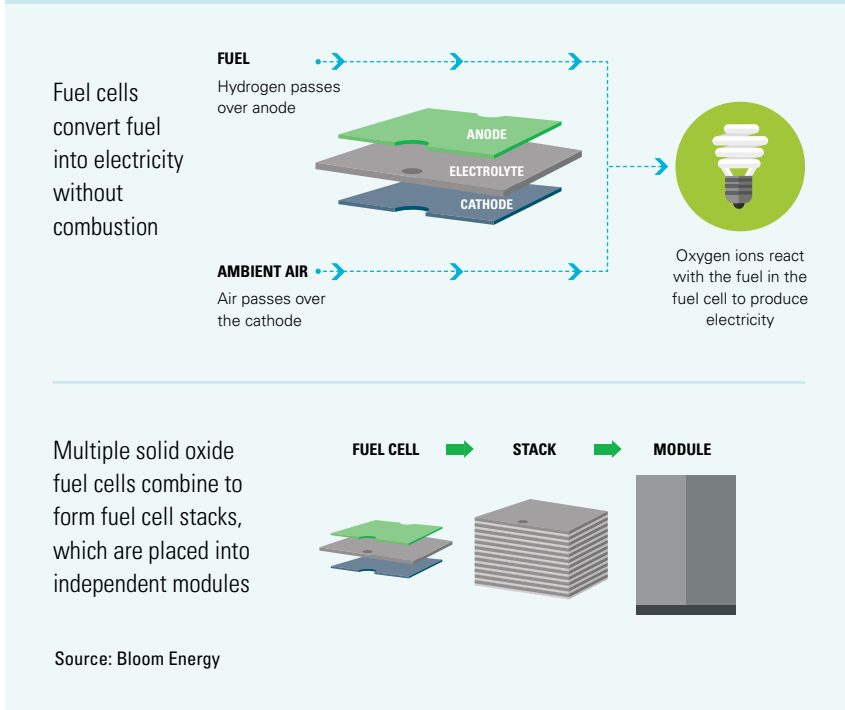 Fuel cells
convert fuel
into electricity
without
combustion
FUEL
Hydrogen passes
over anode
ANODE
ELECTROLYTE
CATHODE
AMBIENT AIR
Air passes over
the cathode
Oxygen ions react
with the fuel in the
fuel cell to produce
electricity
Multiple solid oxide
fuel cells combine to
form fuel cell stacks,
which are placed into
independent modules
FUEL CELL
STACK
MODULE
Source: Bloom Energy